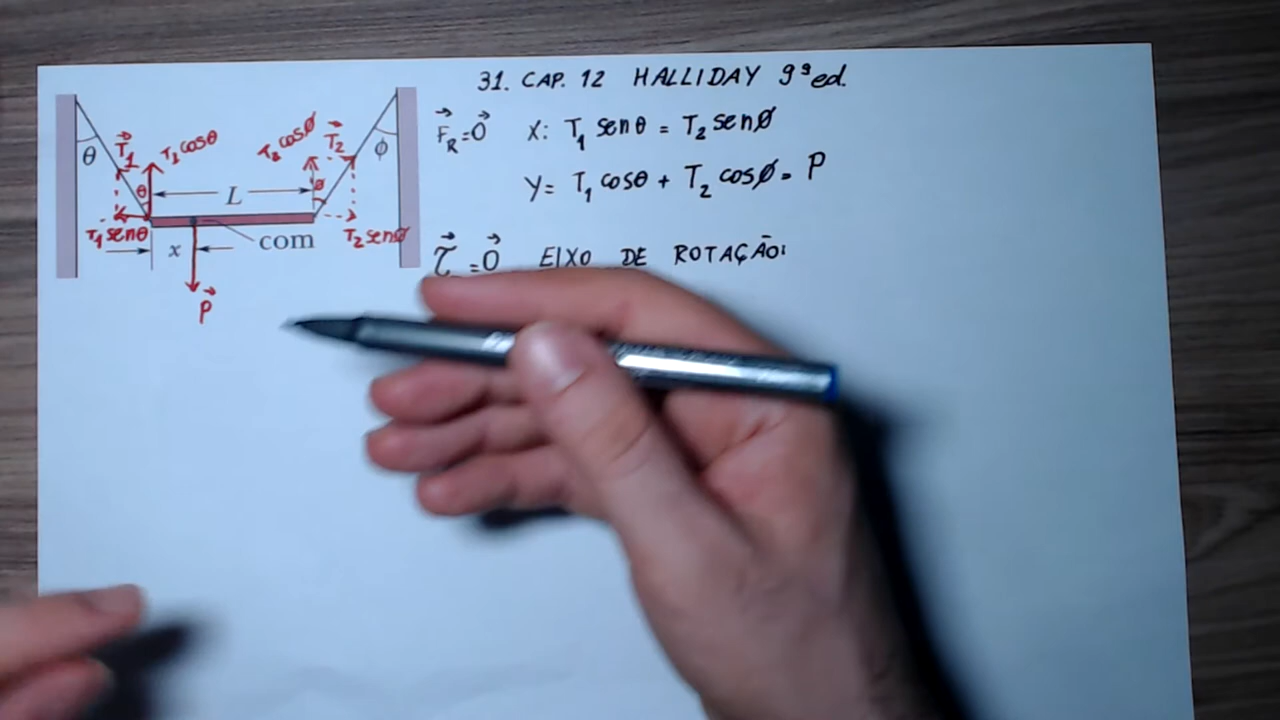 31. CAP. 12 HALLIDAY 9ª ed.
F_R = 0 X: T₁ senθ = T₂ senØ
Y = T₁ cosθ + T₂ cosØ = P
τ = 0 EIXO DE ROTAÇÃO:
θ
T₁
T₁ cosθ
θ
T₂ cosØ
T₂
ϕ
Ø
L
T₁ senθ
x
com
T₂ senØ
P